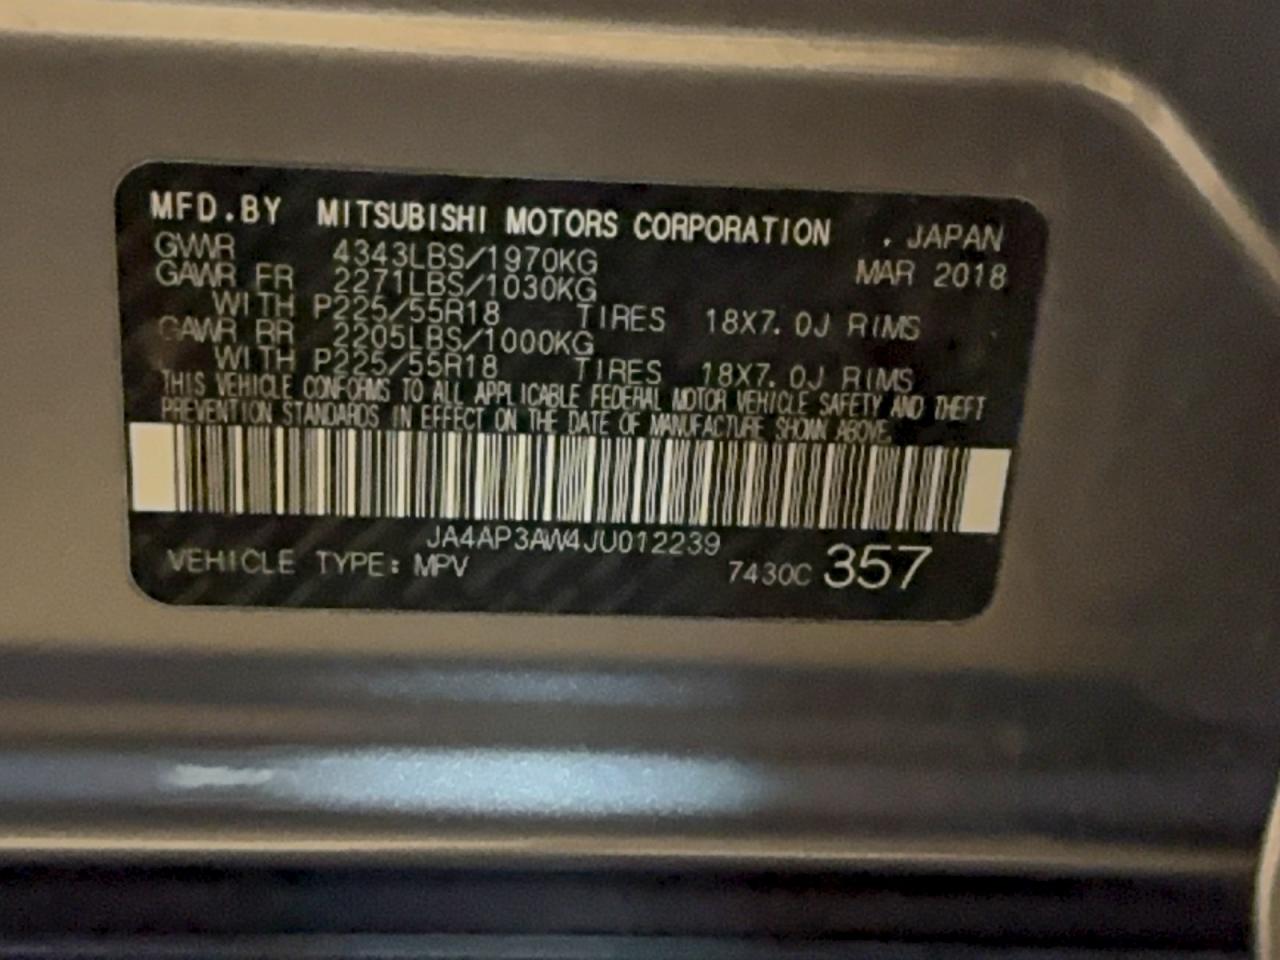 MFD.BY MITSUBISHI MOTORS CORPORATION . JAPAN
GVWR 4343LBS/1970KG MAR 2018
GAWR FR 2271LBS/1030KG
WITH P225/55R18 TIRES 18X7.0J RIMS
GAWR RR 2205LBS/1000KG
WITH P225/55R18 TIRES 18X7.0J RIMS
THIS VEHICLE CONFORMS TO ALL APPLICABLE FEDERAL MOTOR VEHICLE SAFETY AND THEFT
PREVENTION STANDARDS IN EFFECT ON THE DATE OF MANUFACTURE SHOWN ABOVE.
JA4AP3AW4JU012239
VEHICLE TYPE: MPV 7430C 357